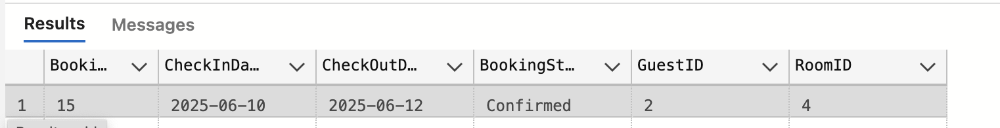 Results Messages
Booki... CheckInDa... CheckOutD... BookingSt... GuestID RoomID
1 15 2025-06-10 2025-06-12 Confirmed 2 4